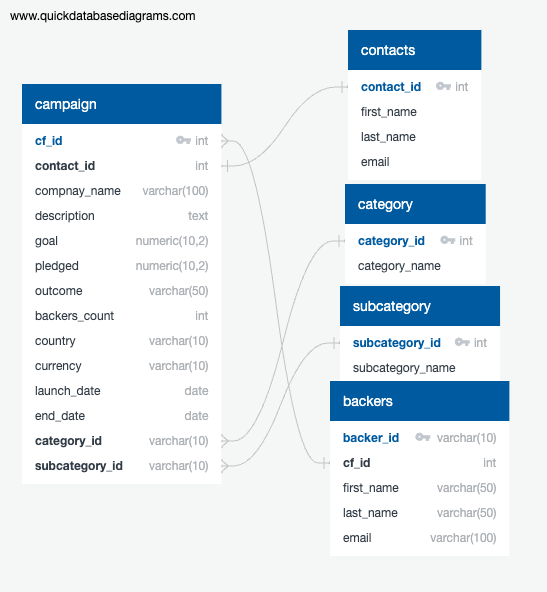 www.quickdatabasediagrams.com
campaign
cf_id int
contact_id int
compnay_name varchar(100)
description text
goal numeric(10,2)
pledged numeric(10,2)
outcome varchar(50)
backers_count int
country varchar(10)
currency varchar(10)
launch_date date
end_date date
category_id varchar(10)
subcategory_id varchar(10)
contacts
contact_id int
first_name
last_name
email
category
category_id int
category_name
subcategory
subcategory_id int
subcategory_name
backers
backer_id varchar(10)
cf_id int
first_name varchar(50)
last_name varchar(50)
email varchar(100)